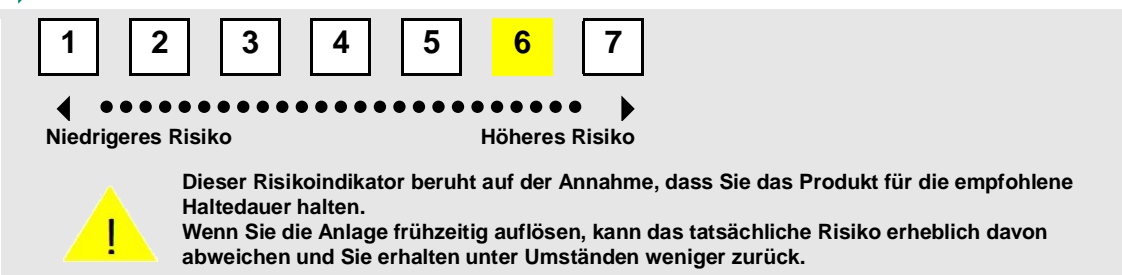 1 2 3 4 5 6 7
Niedrigeres Risiko Höheres Risiko
Dieser Risikoindikator beruht auf der Annahme, dass Sie das Produkt für die empfohlene
Haltedauer halten.
! Wenn Sie die Anlage frühzeitig auflösen, kann das tatsächliche Risiko erheblich davon
abweichen und Sie erhalten unter Umständen weniger zurück.